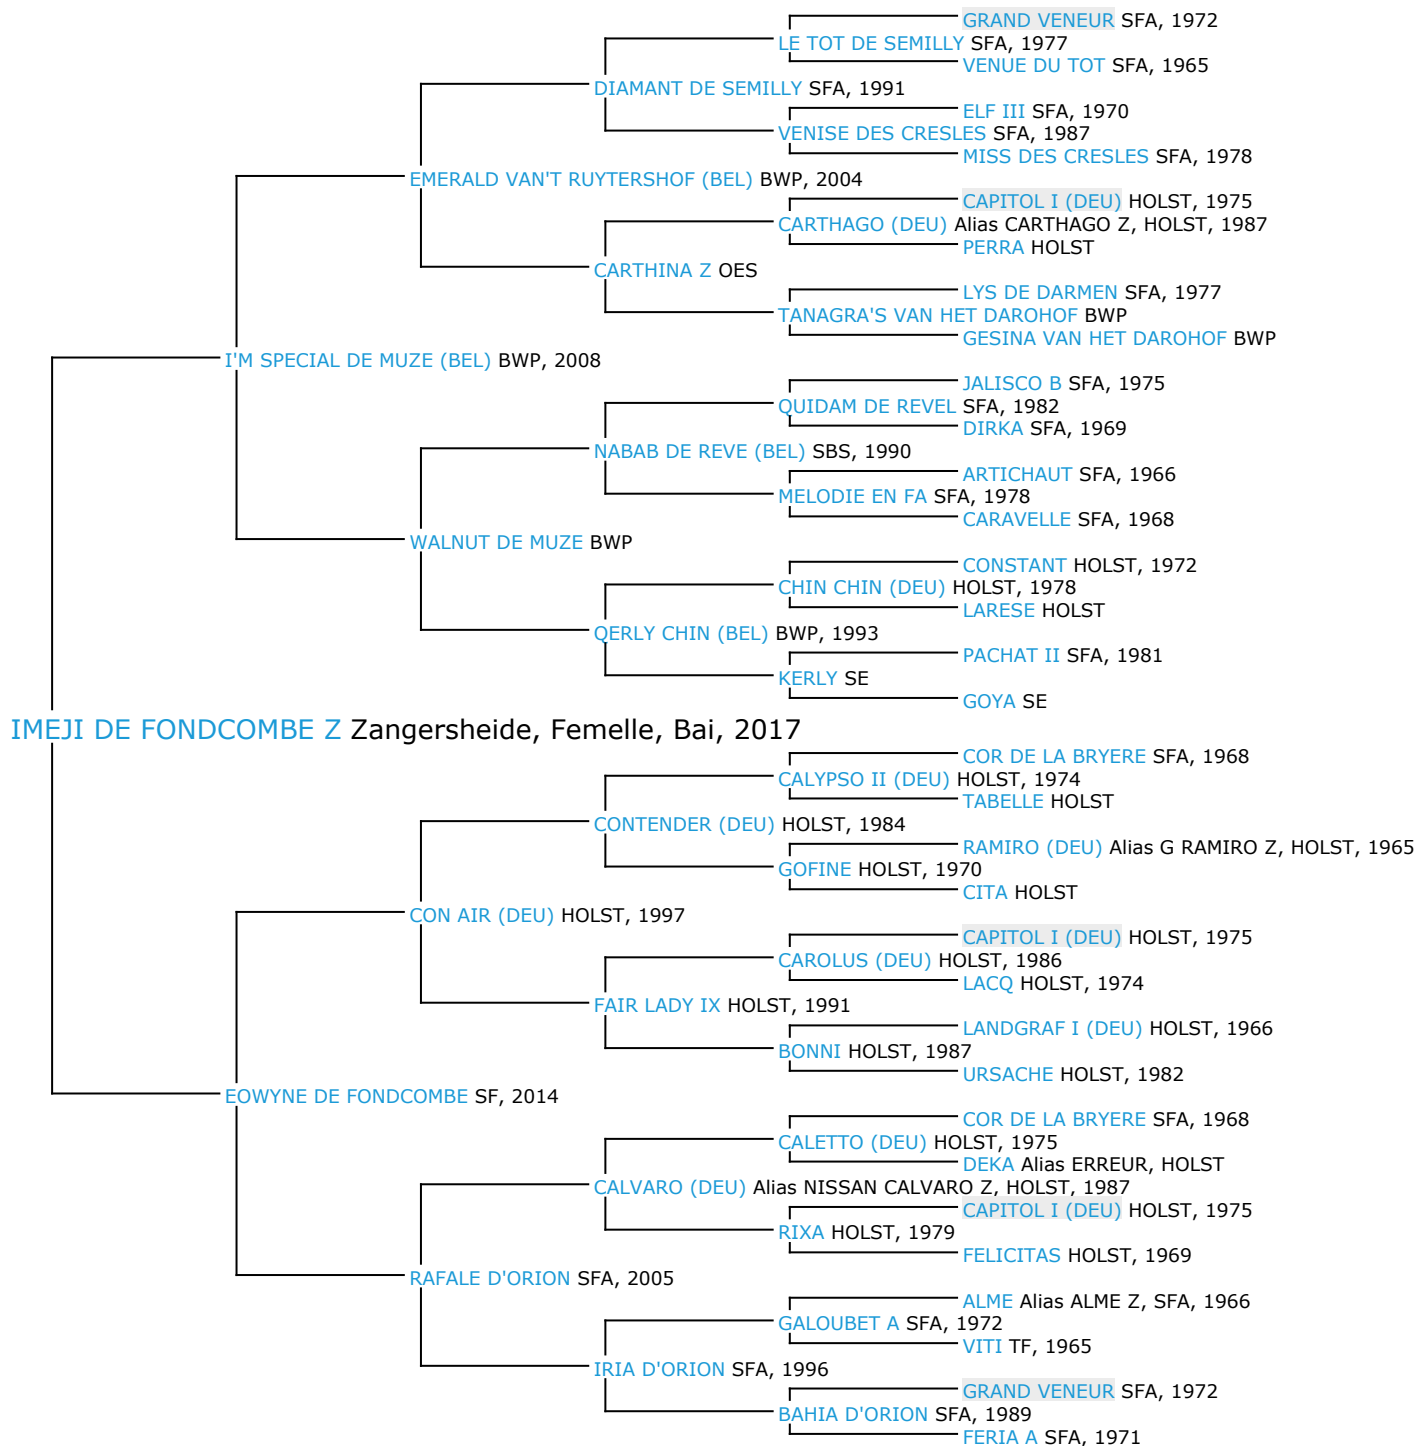 GRAND VENEUR SFA, 1972
LE TOT DE SEMILLY SFA, 1977
VENUE DU TOT SFA, 1965
DIAMANT DE SEMILLY SFA, 1991
ELF III SFA, 1970
VENISE DES CRESLES SFA, 1987
MISS DES CRESLES SFA, 1978
EMERALD VAN'T RUYTERSHOF (BEL) BWP, 2004
CAPITOL I (DEU) HOLST, 1975
CARTHAGO (DEU) Alias CARTHAGO Z, HOLST, 1987
PERRA HOLST
CARTHINA Z OES
LYS DE DARMEN SFA, 1977
TANAGRA'S VAN HET DAROHOF BWP
GESINA VAN HET DAROHOF BWP
I'M SPECIAL DE MUZE (BEL) BWP, 2008
JALISCO B SFA, 1975
QUIDAM DE REVEL SFA, 1982
DIRKA SFA, 1969
NABAB DE REVE (BEL) SBS, 1990
ARTICHAUT SFA, 1966
MELODIE EN FA SFA, 1978
CARAVELLE SFA, 1968
WALNUT DE MUZE BWP
CONSTANT HOLST, 1972
CHIN CHIN (DEU) HOLST, 1978
LARESE HOLST
QERLY CHIN (BEL) BWP, 1993
PACHAT II SFA, 1981
KERLY SE
GOYA SE
IMEJI DE FONDCOMBE Z Zangersheide, Femelle, Bai, 2017
COR DE LA BRYERE SFA, 1968
CALYPSO II (DEU) HOLST, 1974
TABELLE HOLST
CONTENDER (DEU) HOLST, 1984
RAMIRO (DEU) Alias G RAMIRO Z, HOLST, 1965
GOFINE HOLST, 1970
CITA HOLST
CON AIR (DEU) HOLST, 1997
CAPITOL I (DEU) HOLST, 1975
CAROLUS (DEU) HOLST, 1986
LACQ HOLST, 1974
FAIR LADY IX HOLST, 1991
LANDGRAF I (DEU) HOLST, 1966
BONNI HOLST, 1987
URSACHE HOLST, 1982
EOWYNE DE FONDCOMBE SF, 2014
COR DE LA BRYERE SFA, 1968
CALETTO (DEU) HOLST, 1975
DEKA Alias ERREUR, HOLST
CALVARO (DEU) Alias NISSAN CALVARO Z, HOLST, 1987
CAPITOL I (DEU) HOLST, 1975
RIXA HOLST, 1979
FELICITAS HOLST, 1969
RAFALE D'ORION SFA, 2005
ALME Alias ALME Z, SFA, 1966
GALOUBET A SFA, 1972
VITI TF, 1965
IRIA D'ORION SFA, 1996
GRAND VENEUR SFA, 1972
BAHIA D'ORION SFA, 1989
FERIA A SFA, 1971